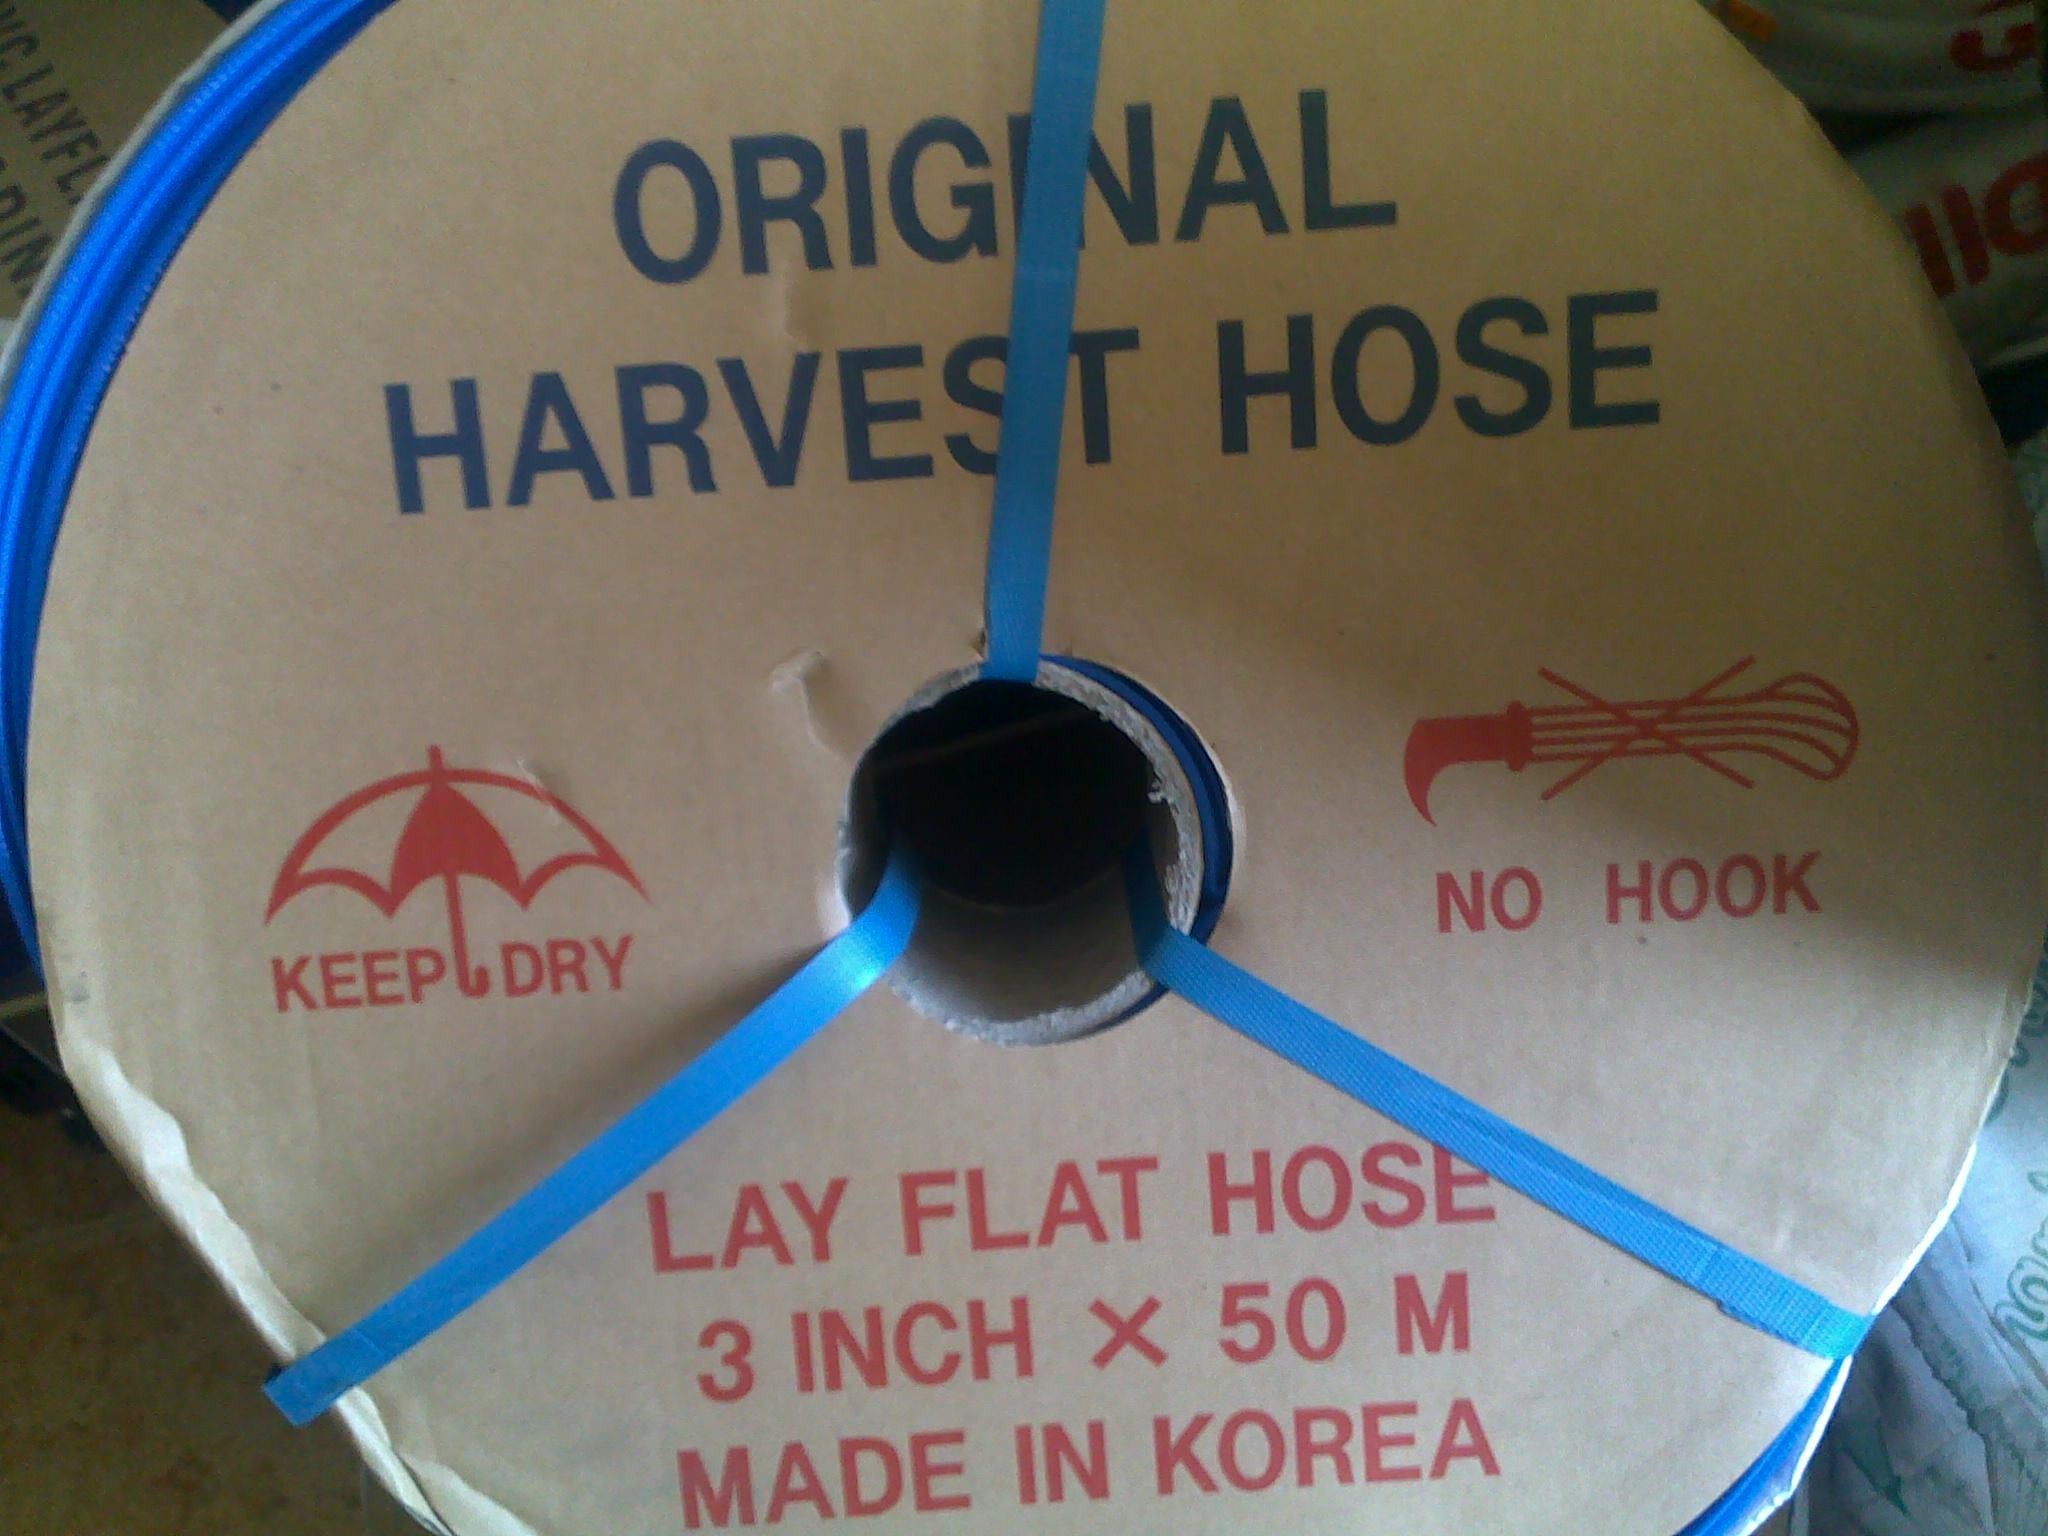 ORIGINAL
HARVEST HOSE
KEEP DRY
NO HOOK
LAY FLAT HOSE
3 INCH × 50 M
MADE IN KOREA